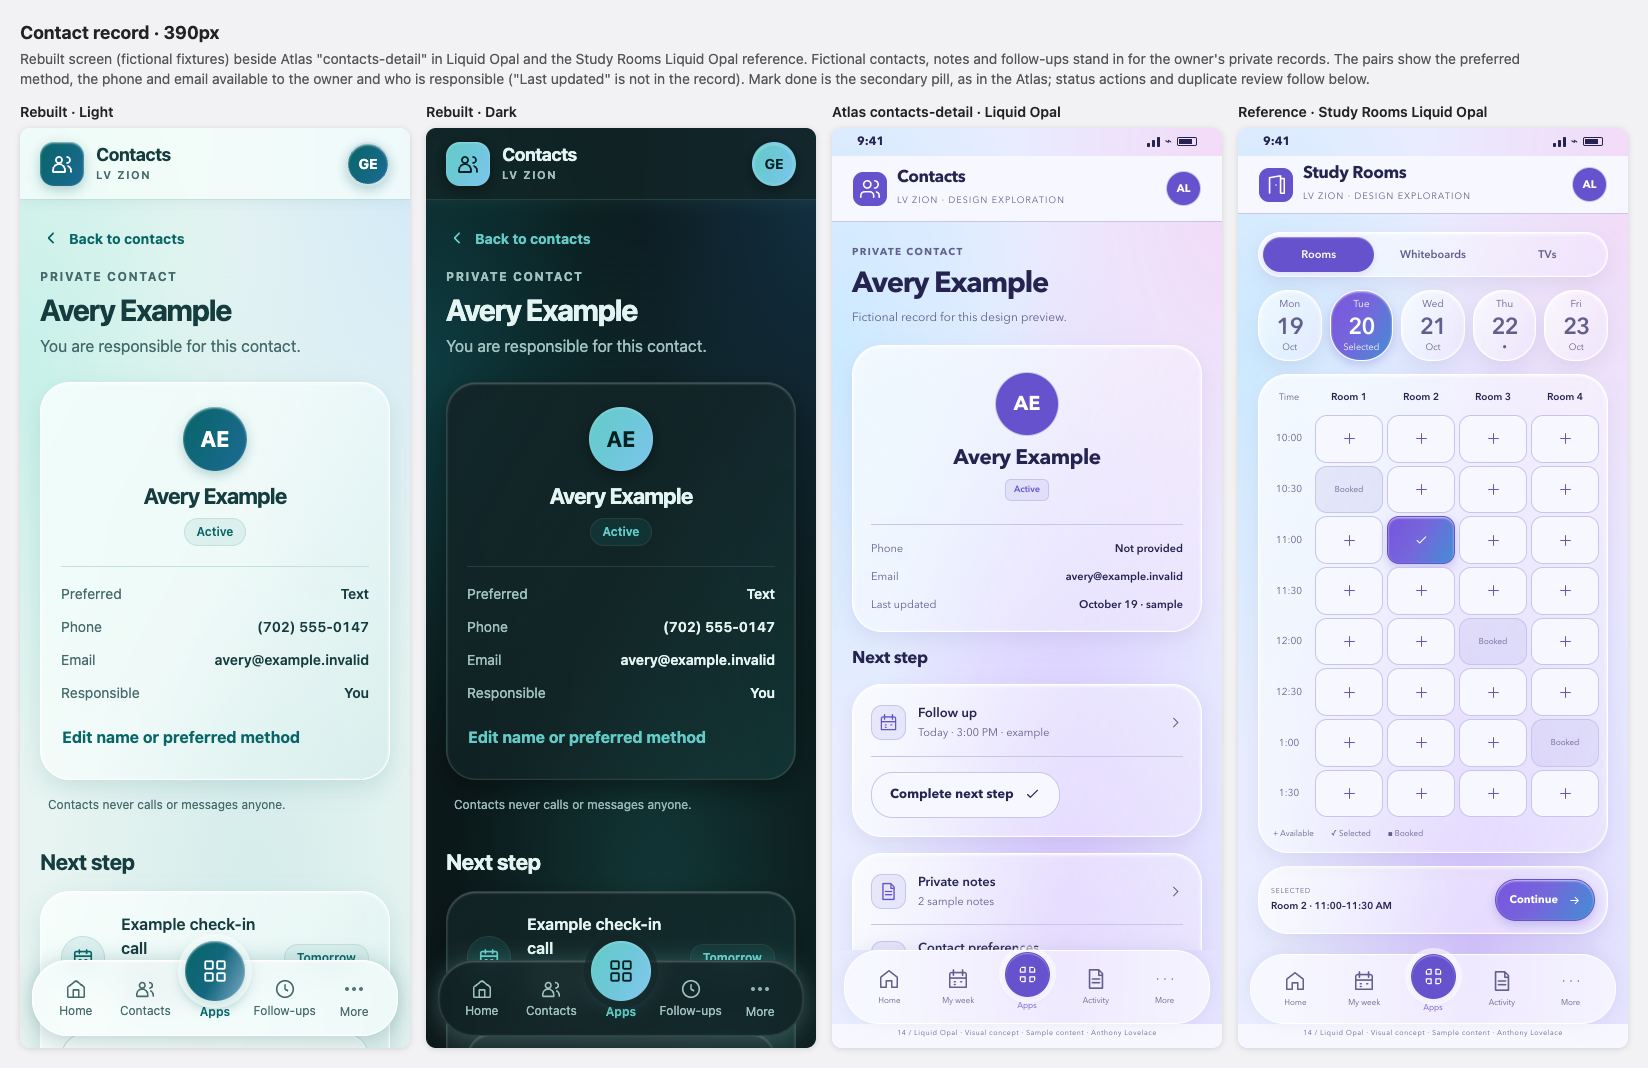 Contact record · 390px
Rebuilt screen (fictional fixtures) beside Atlas "contacts-detail" in Liquid Opal and the Study Rooms Liquid Opal reference. Fictional contacts, notes and follow-ups stand in for the owner's private records. The pairs show the preferred
method, the phone and email available to the owner and who is responsible ("Last updated" is not in the record). Mark done is the secondary pill, as in the Atlas; status actions and duplicate review follow below.
Rebuilt · Light
Contacts
LV ZION
GE
Back to contacts
PRIVATE CONTACT
Avery Example
You are responsible for this contact.
AE
Avery Example
Active
Preferred Text
Phone (702) 555-0147
Email avery@example.invalid
Responsible You
Edit name or preferred method
Contacts never calls or messages anyone.
Next step
Example check-in
call
Tomorrow
Home Contacts Apps Follow-ups More
Rebuilt · Dark
Contacts
LV ZION
GE
Back to contacts
PRIVATE CONTACT
Avery Example
You are responsible for this contact.
AE
Avery Example
Active
Preferred Text
Phone (702) 555-0147
Email avery@example.invalid
Responsible You
Edit name or preferred method
Contacts never calls or messages anyone.
Next step
Example check-in
call
Tomorrow
Home Contacts Apps Follow-ups More
Atlas contacts-detail · Liquid Opal
9:41
Contacts
LV ZION · DESIGN EXPLORATION
AL
PRIVATE CONTACT
Avery Example
Fictional record for this design preview.
AE
Avery Example
Active
Phone Not provided
Email avery@example.invalid
Last updated October 19 · sample
Next step
Follow up
Today · 3:00 PM · example
Complete next step
Private notes
2 sample notes
Contact preferences
Home My week Apps Activity More
14 / Liquid Opal · Visual concept · Sample content · Anthony Lovelace
Reference · Study Rooms Liquid Opal
9:41
Study Rooms
LV ZION · DESIGN EXPLORATION
AL
Rooms Whiteboards TVs
Mon Tue Wed Thu Fri
19 20 21 22 23
Oct Selected Oct • Oct
Time Room 1 Room 2 Room 3 Room 4
10:00 + + + +
10:30 Booked + + +
11:00 + ✓ + +
11:30 + + + +
12:00 + + Booked +
12:30 + + + +
1:00 + + + Booked
1:30 + + + +
+ Available ✓ Selected ■ Booked
SELECTED
Room 2 · 11:00–11:30 AM
Continue →
Home My week Apps Activity More
14 / Liquid Opal · Visual concept · Sample content · Anthony Lovelace